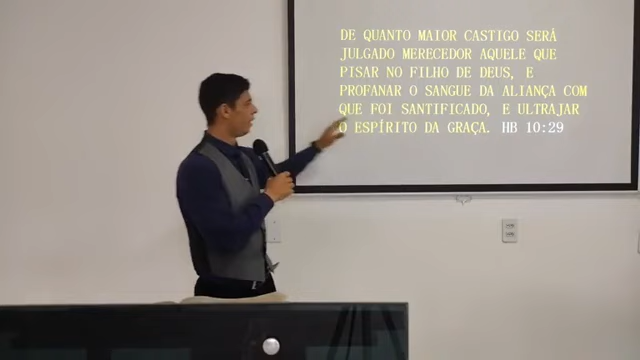 DE QUANTO MAIOR CASTIGO SERÁ
JULGADO MERECEDOR AQUELE QUE
PISAR NO FILHO DE DEUS, E
PROFANAR O SANGUE DA ALIANÇA COM
QUE FOI SANTIFICADO, E ULTRAJAR
O ESPÍRITO DA GRAÇA. HB 10:29